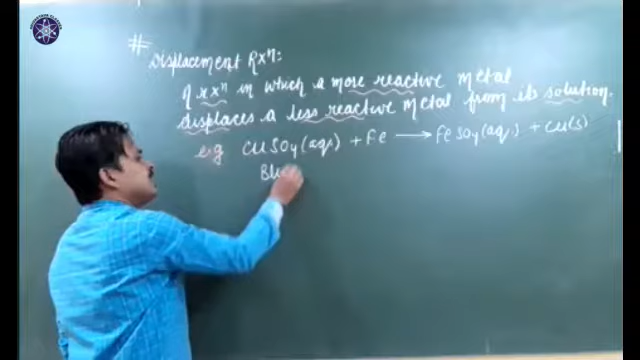 # Displacement Rxⁿ:
A rxⁿ in which a more reactive metal
displaces a less reactive metal from its solution.
e.g CuSO₄(aq.) + Fe ⟶ FeSO₄(aq.) + Cu(s)
Blu